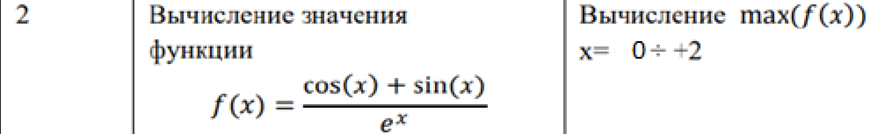 2 Вычисление значения Вычисление max(f(x))
функции x= 0 ÷ +2
f(x) = (cos(x) + sin(x)) / e^x